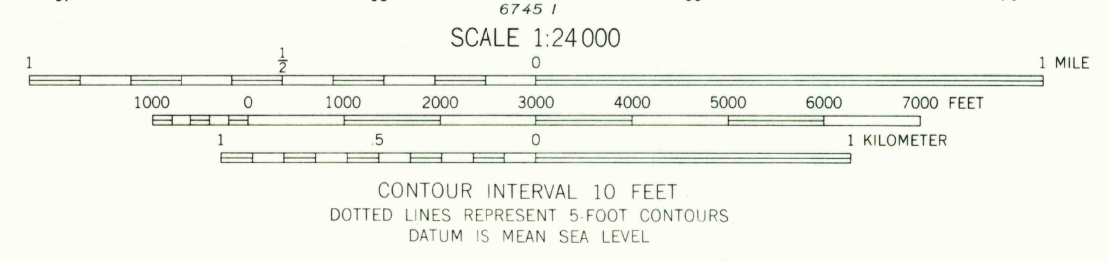 6745 I
SCALE 1:24 000
1 1/2 0 1 MILE
1000 0 1000 2000 3000 4000 5000 6000 7000 FEET
1 .5 0 1 KILOMETER
CONTOUR INTERVAL 10 FEET
DOTTED LINES REPRESENT 5-FOOT CONTOURS
DATUM IS MEAN SEA LEVEL